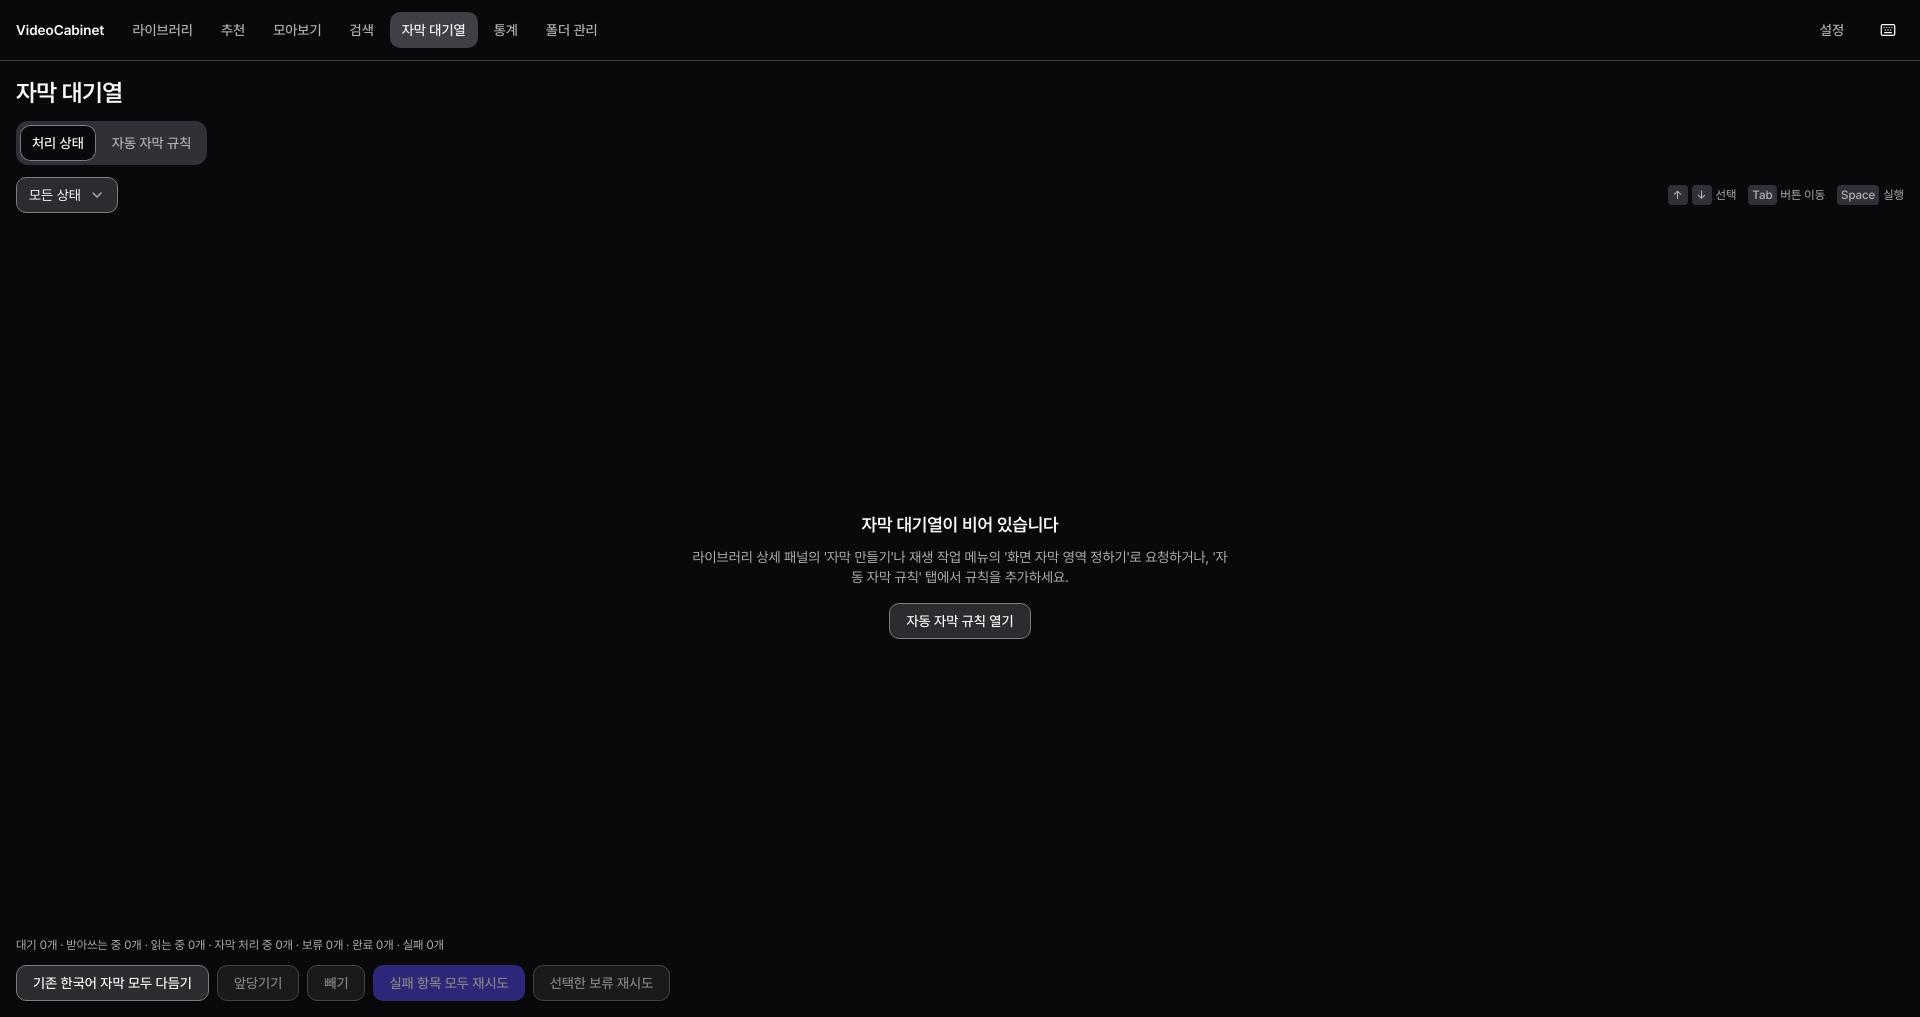 VideoCabinet 라이브러리 추천 모아보기 검색 자막 대기열 통계 폴더 관리 설정
자막 대기열
처리 상태 자동 자막 규칙
모든 상태 ↑ ↓ 선택 Tab 버튼 이동 Space 실행
자막 대기열이 비어 있습니다
라이브러리 상세 패널의 '자막 만들기'나 재생 작업 메뉴의 '화면 자막 영역 정하기'로 요청하거나, '자
동 자막 규칙' 탭에서 규칙을 추가하세요.
자동 자막 규칙 열기
대기 0개 · 받아쓰는 중 0개 · 읽는 중 0개 · 자막 처리 중 0개 · 보류 0개 · 완료 0개 · 실패 0개
기존 한국어 자막 모두 다듬기 앞당기기 빼기 실패 항목 모두 재시도 선택한 보류 재시도